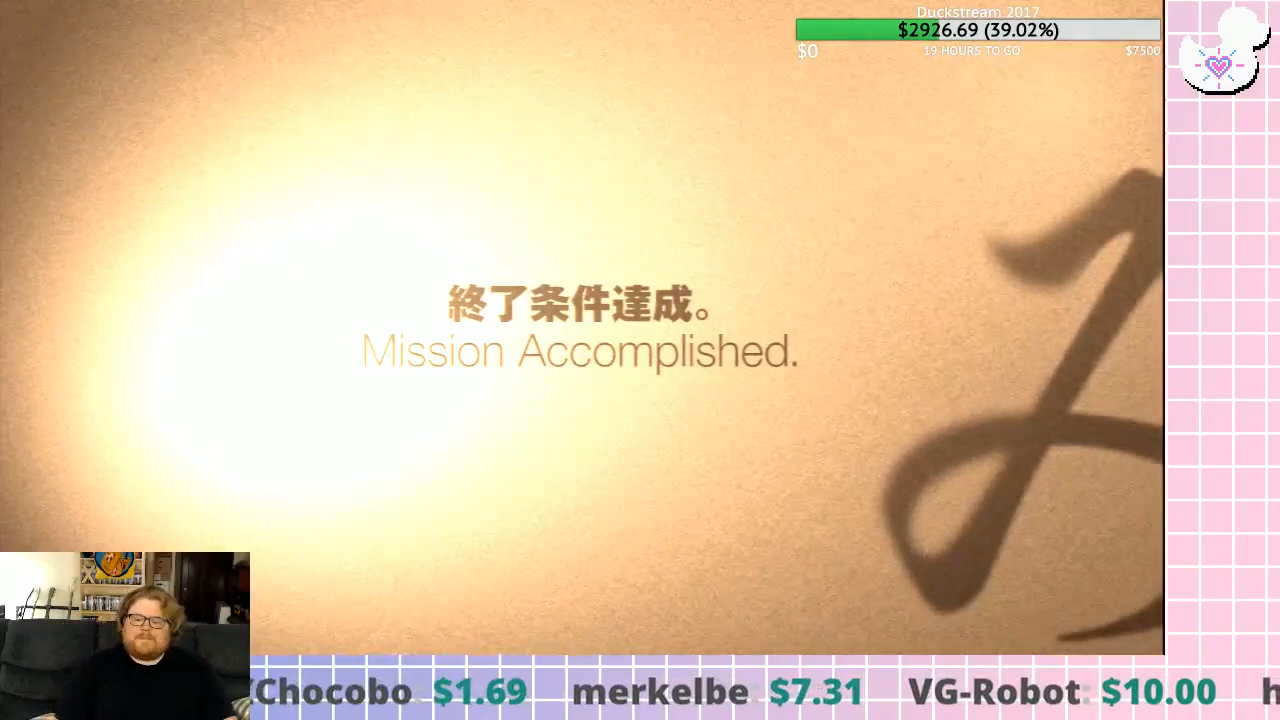 Duckstream 2017
$2926.69 (39.02%)
$0 19 HOURS TO GO $7500
終了条件達成。
Mission Accomplished.
Chocobo $1.69 merkelbe $7.31 VG-Robot $10.00 h